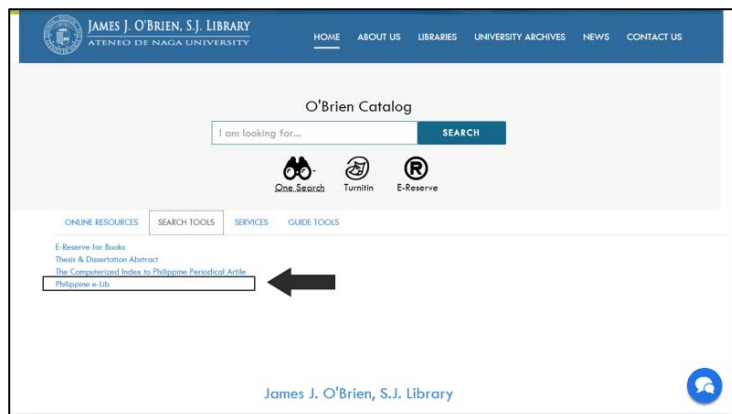 JAMES J. O'BRIEN, S.J. LIBRARY
ATENEO DE NAGA UNIVERSITY
HOME ABOUT US LIBRARIES UNIVERSITY ARCHIVES NEWS CONTACT US
O'Brien Catalog
I am looking for... SEARCH
One Search Turnitin E-Reserve
ONLINE RESOURCES SEARCH TOOLS SERVICES GUIDE TOOLS
E-Reserve for Books
Thesis & Dissertation Abstract
The Computerized Index to Philippine Periodical Artile
Philippine e-Lib
James J. O'Brien, S.J. Library